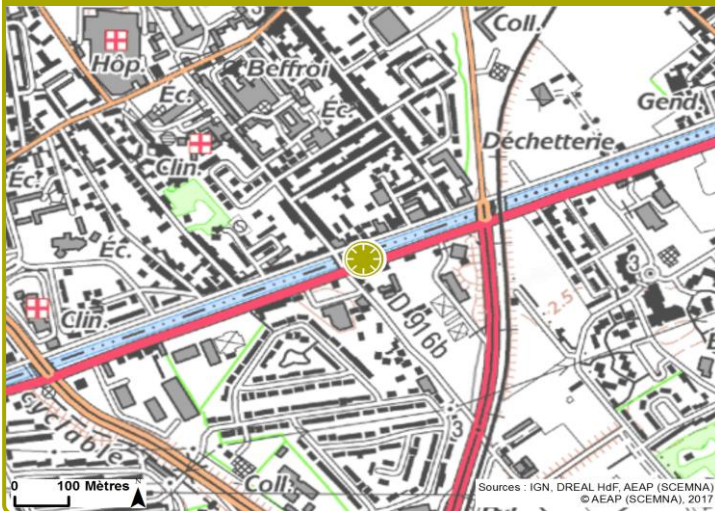 Coll.
Hôp.
Beffroi
Éc.
Éc.
Gend.
Déchetterie
Clin.
Éc.
Éc.
3
Clin.
2.5
D 916b
cyclable
3
Coll.
0 100 Mètres
N
Sources : IGN, DREAL HdF, AEAP (SCEMNA)
© AEAP (SCEMNA), 2017